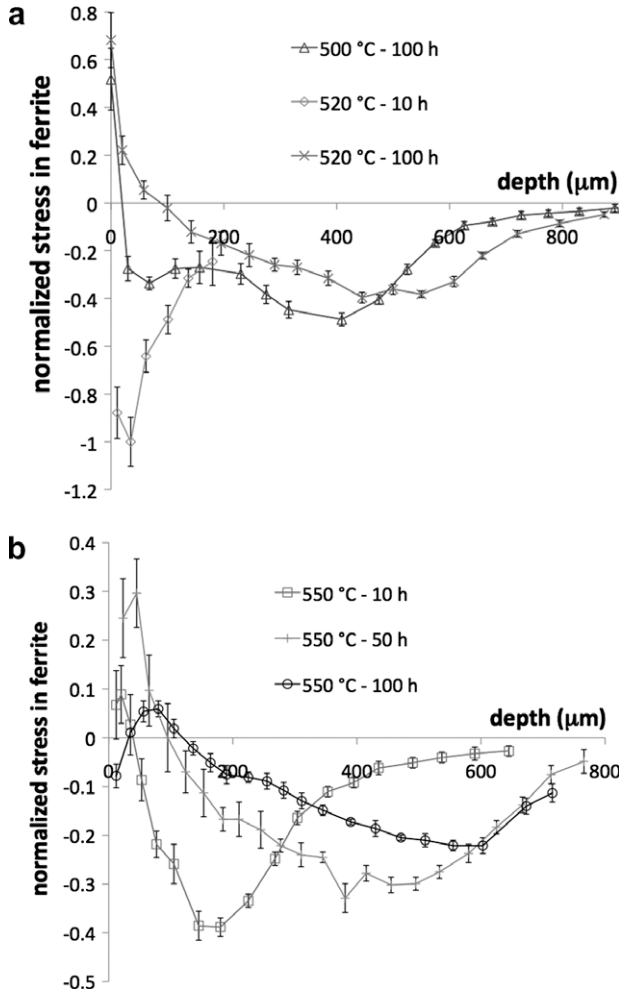 a
normalized stress in ferrite
0.8
0.6
0.4
0.2
0
-0.2
-0.4
-0.6
-0.8
-1
-1.2
500 °C - 100 h
520 °C - 10 h
520 °C - 100 h
depth (µm)
0
200
400
600
800
b
normalized stress in ferrite
0.4
0.3
0.2
0.1
0
-0.1
-0.2
-0.3
-0.4
-0.5
550 °C - 10 h
550 °C - 50 h
550 °C - 100 h
depth (µm)
0
200
400
600
800